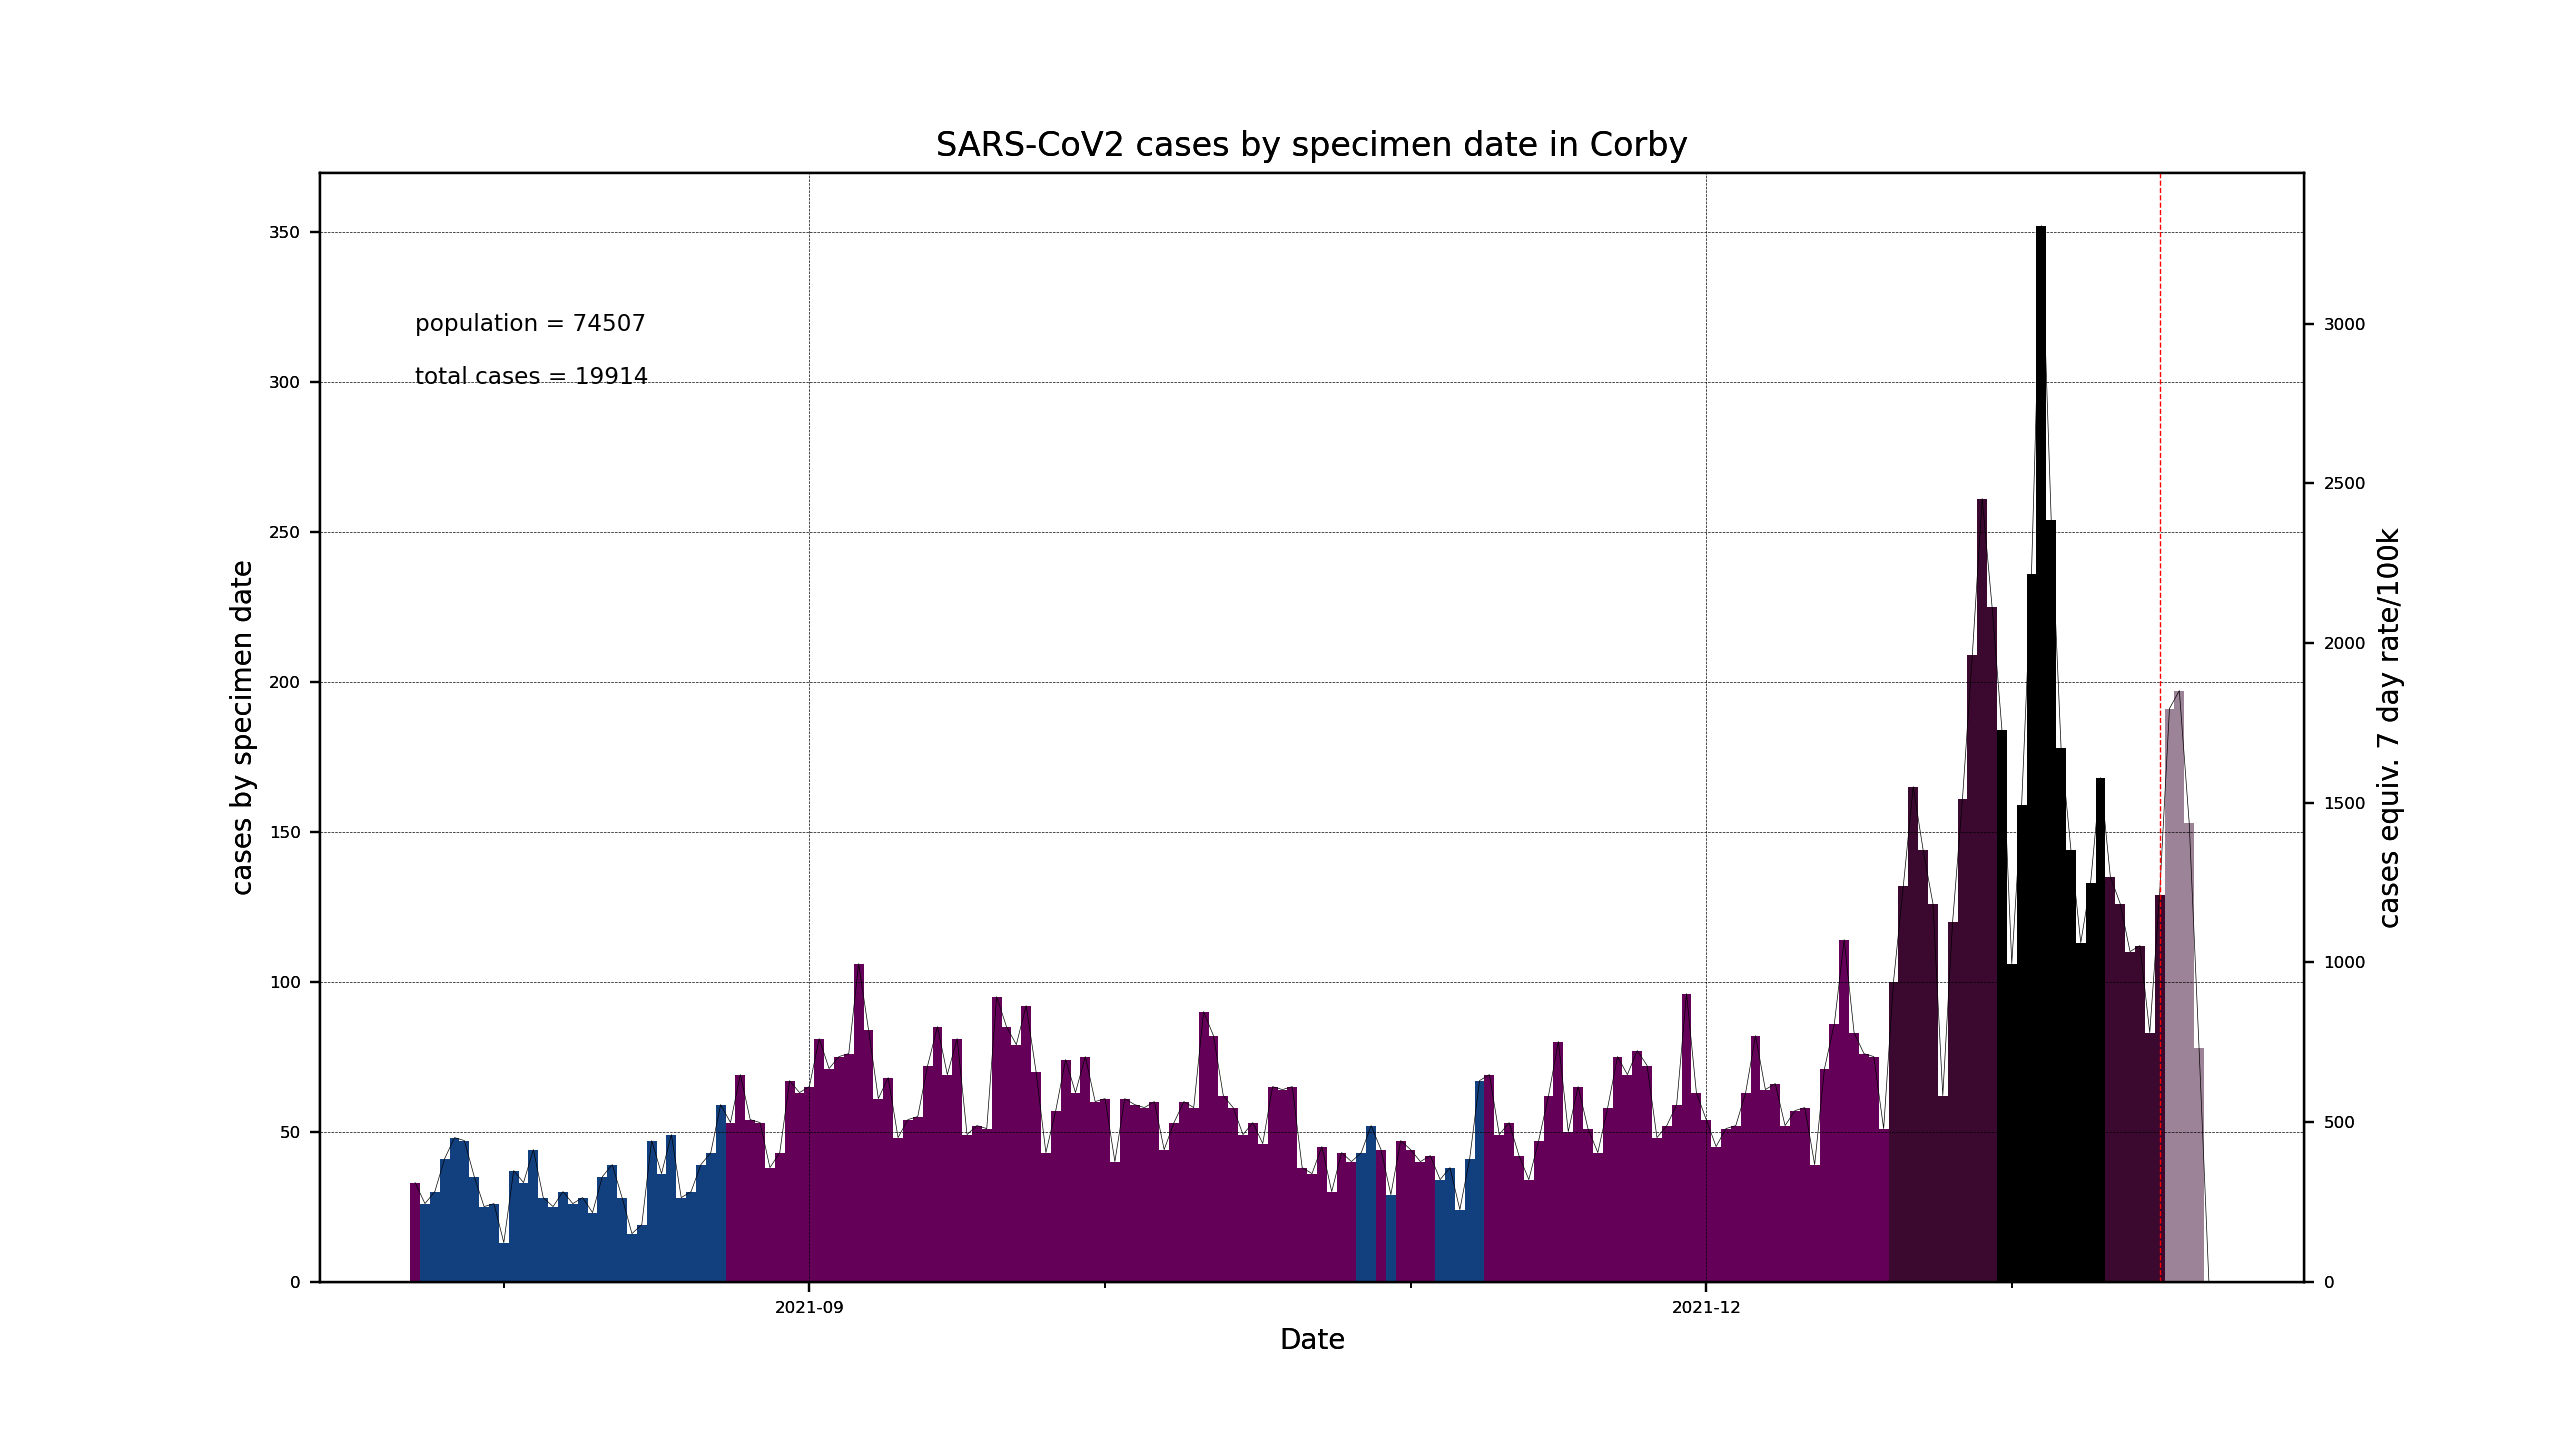 SARS-CoV2 cases by specimen date in Corby
population = 74507
total cases = 19914
cases by specimen date
350
300
250
200
150
100
50
0
3000
2500
2000
1500
1000
500
0
cases equiv. 7 day rate/100k
2021-09
2021-12
Date